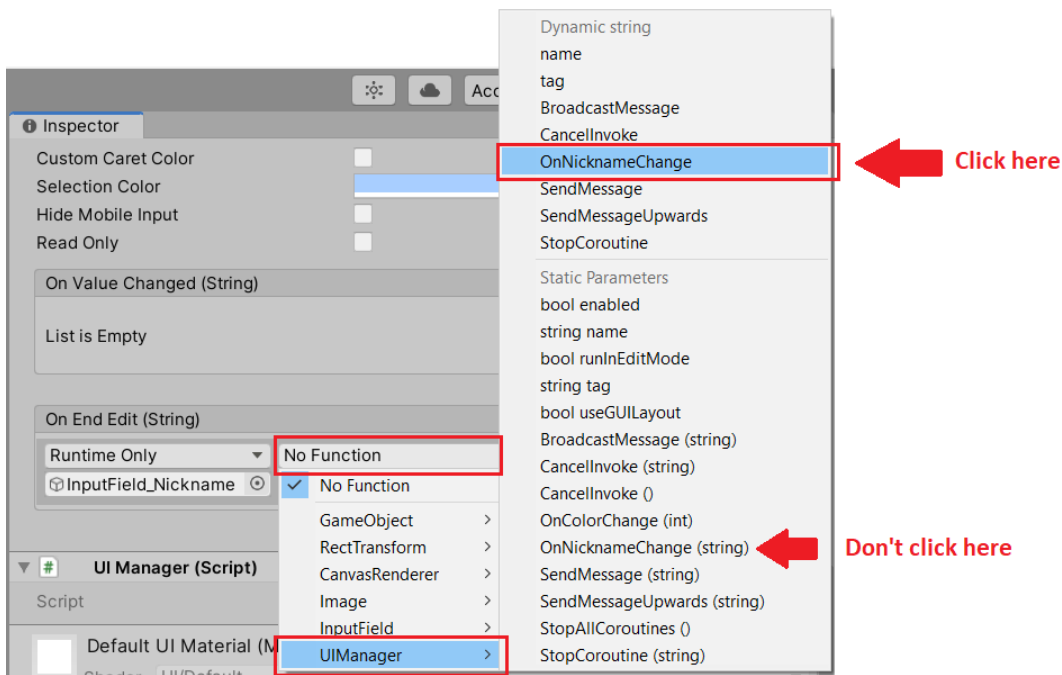 Acc
Inspector
Custom Caret Color
Selection Color
Hide Mobile Input
Read Only
On Value Changed (String)
List is Empty
On End Edit (String)
Runtime Only
No Function
InputField_Nickname
No Function
GameObject
RectTransform
CanvasRenderer
Image
InputField
UIManager
# UI Manager (Script)
Script
Default UI Material (M
Shader UI/Default
Dynamic string
name
tag
BroadcastMessage
CancelInvoke
OnNicknameChange
SendMessage
SendMessageUpwards
StopCoroutine
Static Parameters
bool enabled
string name
bool runInEditMode
string tag
bool useGUILayout
BroadcastMessage (string)
CancelInvoke (string)
CancelInvoke ()
OnColorChange (int)
OnNicknameChange (string)
SendMessage (string)
SendMessageUpwards (string)
StopAllCoroutines ()
StopCoroutine (string)
Click here
Don't click here